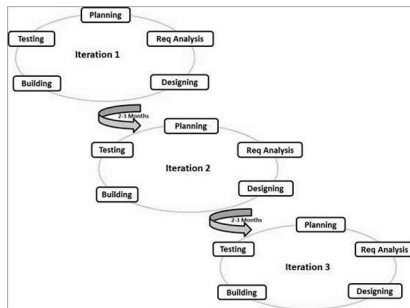 Planning
Testing
Req Analysis
Iteration 1
Building
Designing
2-3 Months
Planning
Testing
Req Analysis
Iteration 2
Building
Designing
2-3 Months
Planning
Testing
Req Analysis
Iteration 3
Building
Designing